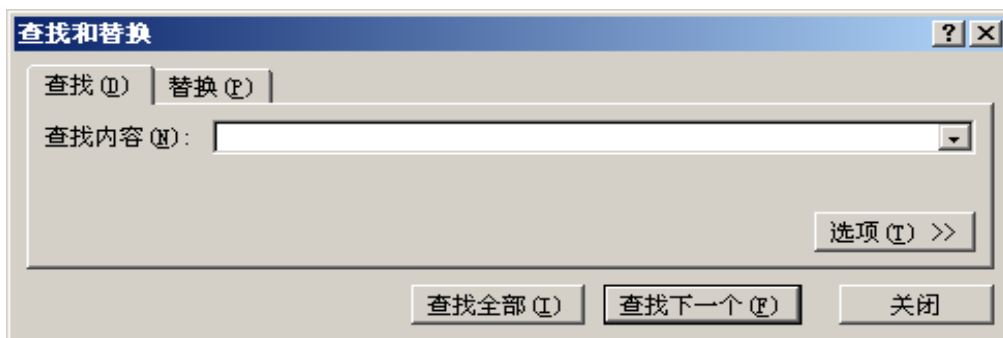 查找和替换
查找(D) 替换(P)
查找内容(N):
选项(T) >>
查找全部(I) 查找下一个(F) 关闭